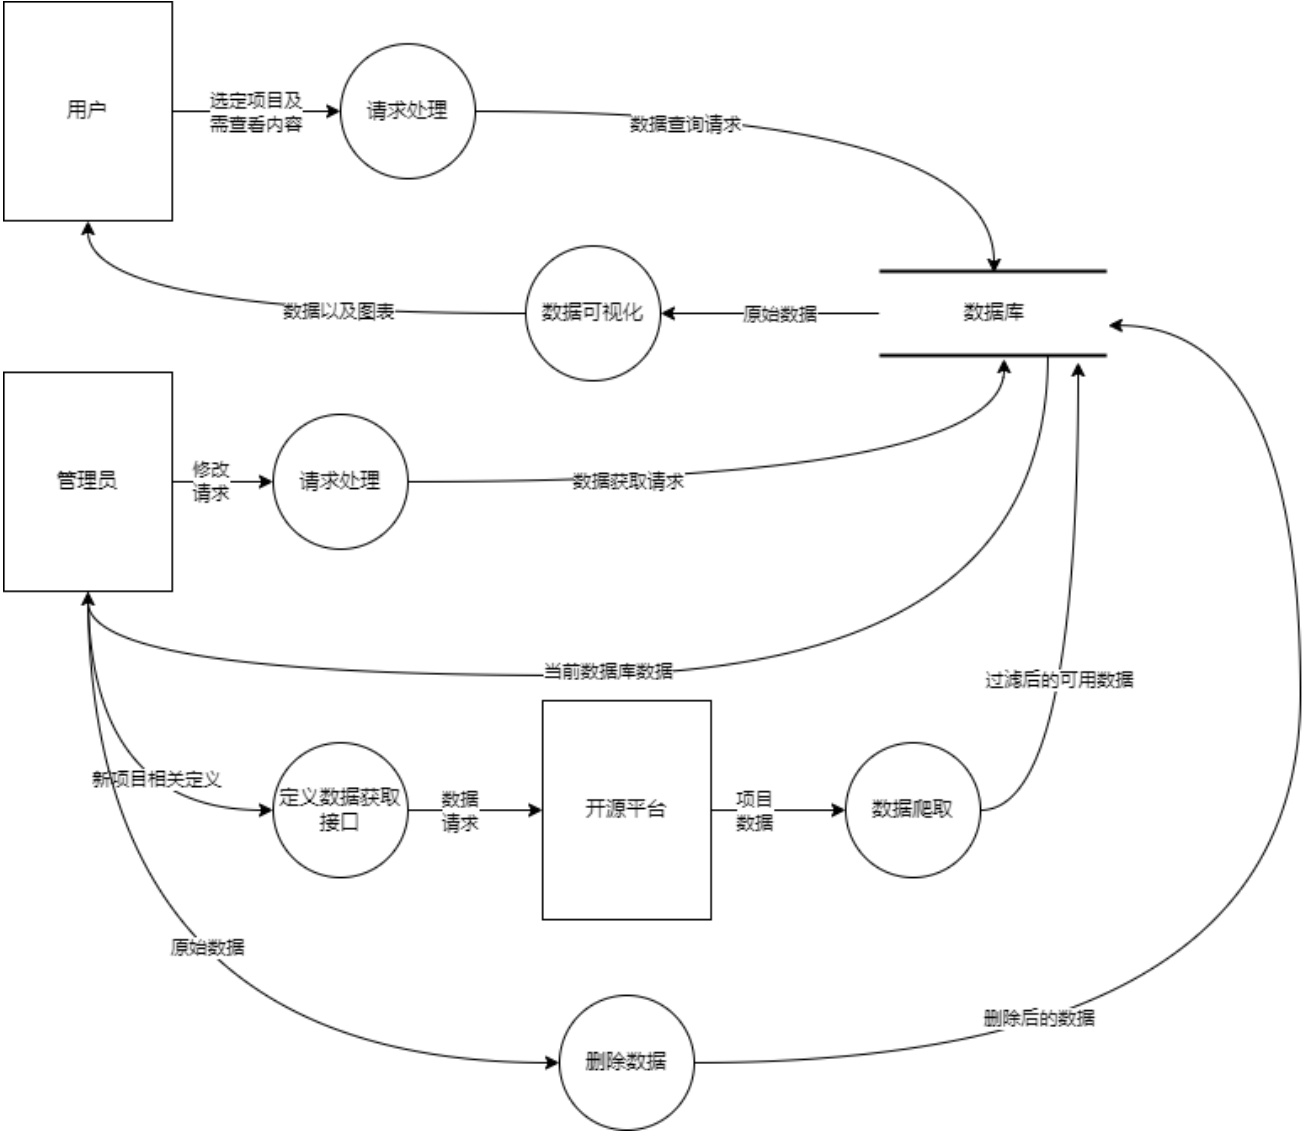 用户
选定项目及
需查看内容
请求处理
数据查询请求
数据以及图表
数据可视化
原始数据
数据库
管理员
修改
请求
请求处理
数据获取请求
当前数据库数据
过滤后的可用数据
新项目相关定义
定义数据获取
接口
数据
请求
开源平台
项目
数据
数据爬取
原始数据
删除后的数据
删除数据